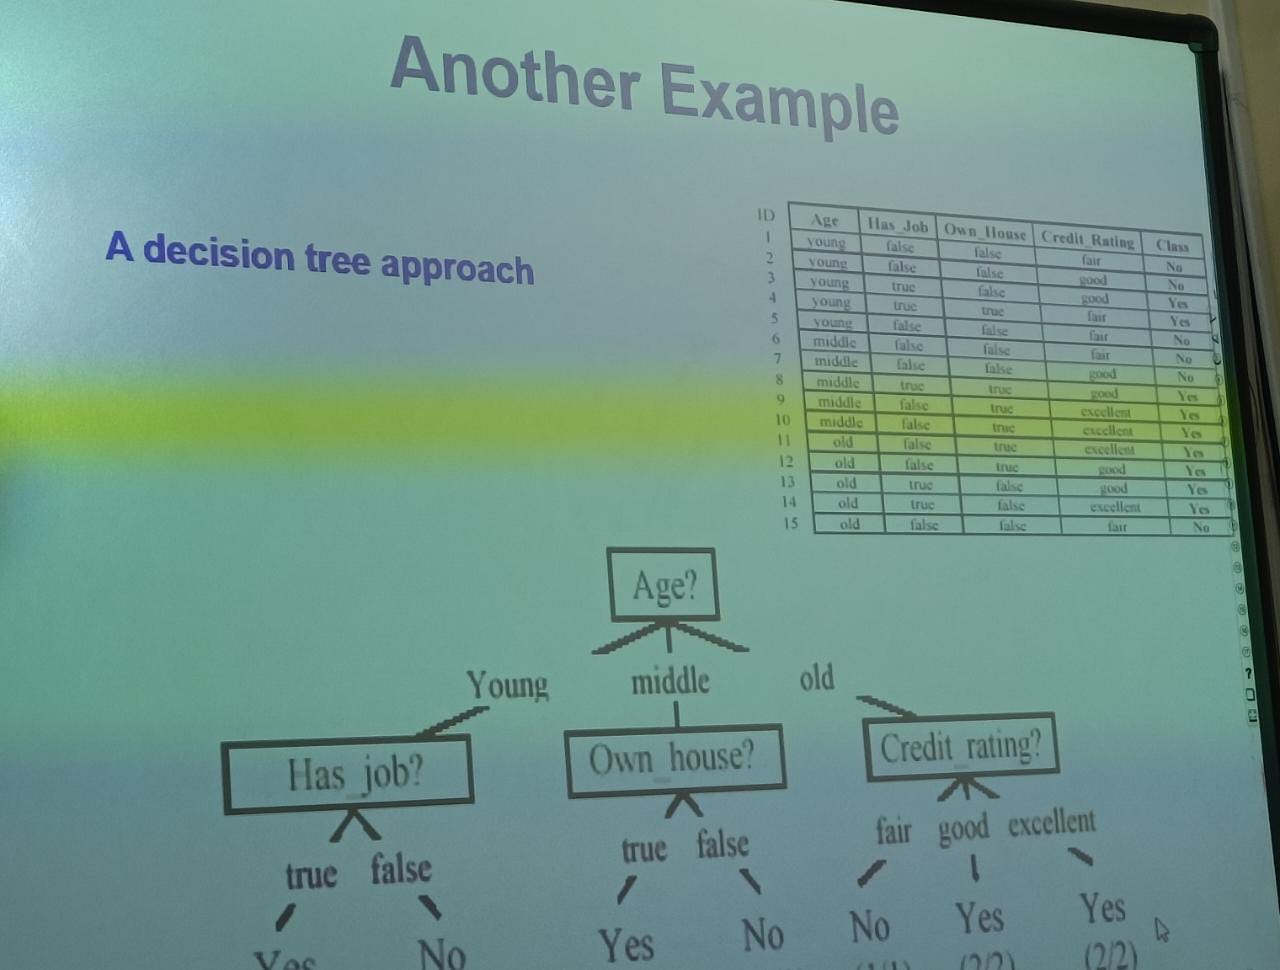 Another Example
A decision tree approach
ID Age Has_Job Own_House Credit_Rating Class
1 young false false fair No
2 young false false good No
3 young true false good Yes
4 young true true fair Yes
5 young false false fair No
6 middle false false fair No
7 middle false false good No
8 middle true true good Yes
9 middle false true excellent Yes
10 middle false true excellent Yes
11 old false true excellent Yes
12 old false true good Yes
13 old true false good Yes
14 old true false excellent Yes
15 old false false fair No
Age?
Young middle old
Has_job? Own_house? Credit_rating?
true false true false fair good excellent
Yes No Yes No No Yes Yes
(1/1) (2/2) (2/2)